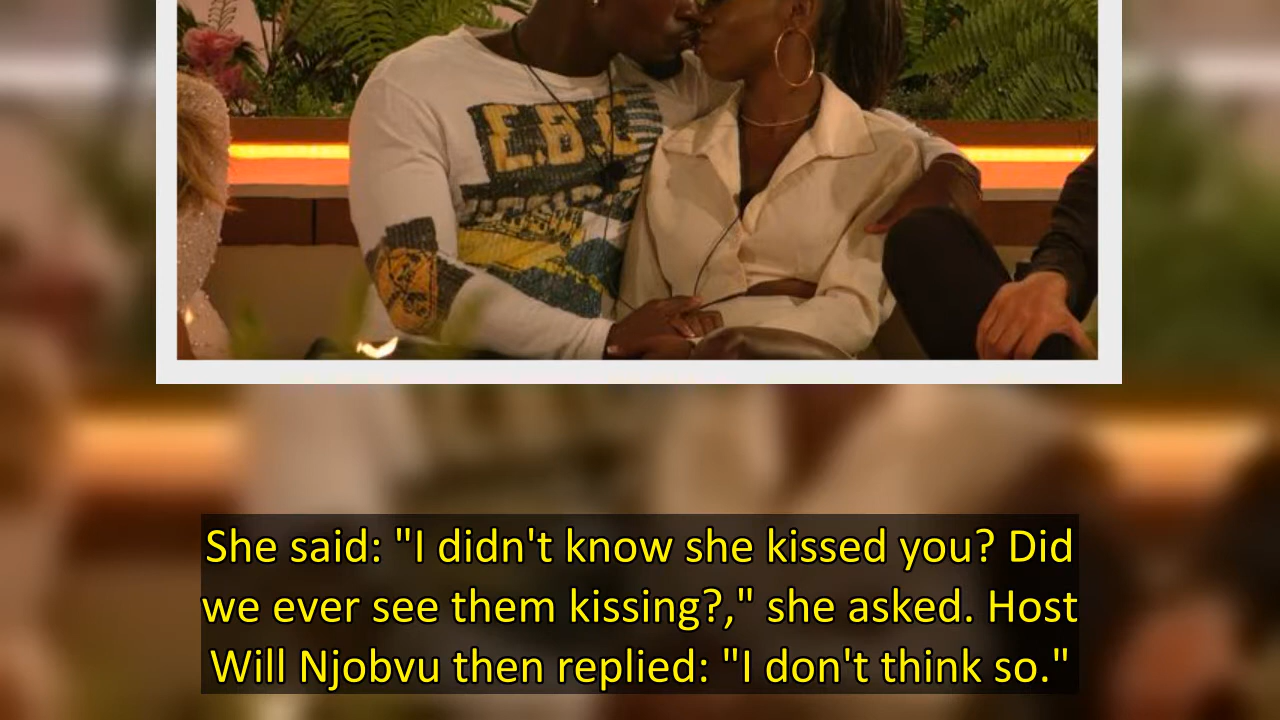 E.B.C
She said: "I didn't know she kissed you? Did
we ever see them kissing?," she asked. Host
Will Njobvu then replied: "I don't think so."